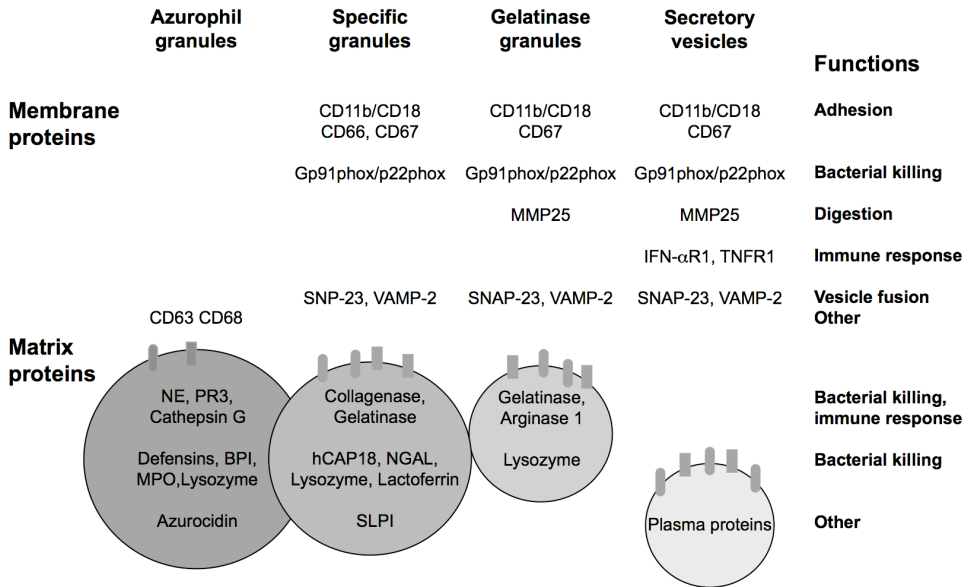 Azurophil granules
Specific granules
Gelatinase granules
Secretory vesicles
Functions
Membrane proteins
CD11b/CD18
CD66, CD67
CD11b/CD18
CD67
CD11b/CD18
CD67
Adhesion
Gp91phox/p22phox
Gp91phox/p22phox
Gp91phox/p22phox
Bacterial killing
MMP25
MMP25
Digestion
IFN-αR1, TNFR1
Immune response
SNP-23, VAMP-2
SNAP-23, VAMP-2
SNAP-23, VAMP-2
Vesicle fusion
CD63 CD68
Other
Matrix proteins
NE, PR3,
Cathepsin G
Collagenase,
Gelatinase
Gelatinase,
Arginase 1
Bacterial killing,
immune response
Defensins, BPI,
MPO,Lysozyme
hCAP18, NGAL,
Lysozyme, Lactoferrin
Lysozyme
Bacterial killing
Azurocidin
SLPI
Plasma proteins
Other